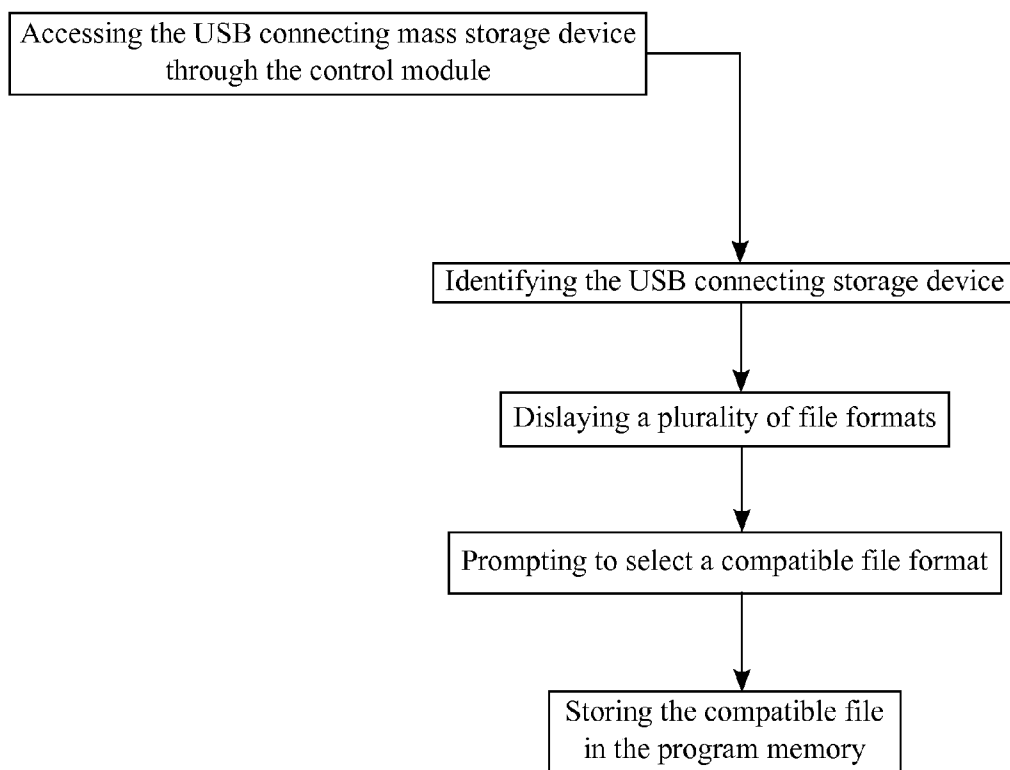 Accessing the USB connecting mass storage device
through the control module
Identifying the USB connecting storage device
Dislaying a plurality of file formats
Prompting to select a compatible file format
Storing the compatible file
in the program memory